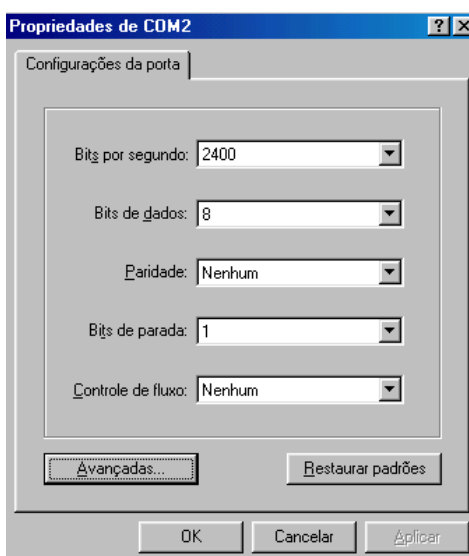 Propriedades de COM2
Configurações da porta
Bits por segundo: 2400
Bits de dados: 8
Paridade: Nenhum
Bits de parada: 1
Controle de fluxo: Nenhum
Avançadas... Restaurar padrões
OK Cancelar Aplicar